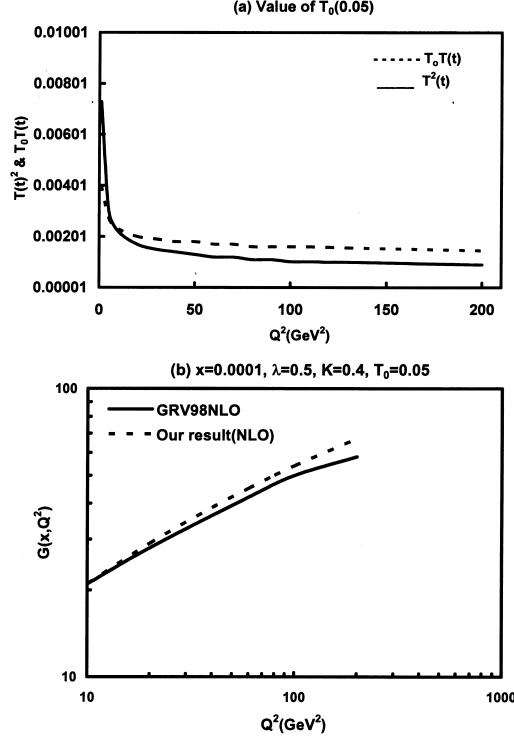 (a) Value of T₀(0.05)
0.01001
0.00801
0.00601
0.00401
0.00201
0.00001
T(t)² & T₀T(t)
TₒT(t)
T²(t)
0 50 100 150 200
Q²(GeV²)
(b) x=0.0001, λ=0.5, K=0.4, T₀=0.05
100
10
G(x,Q²)
GRV98NLO
Our result(NLO)
10 100 1000
Q²(GeV²)